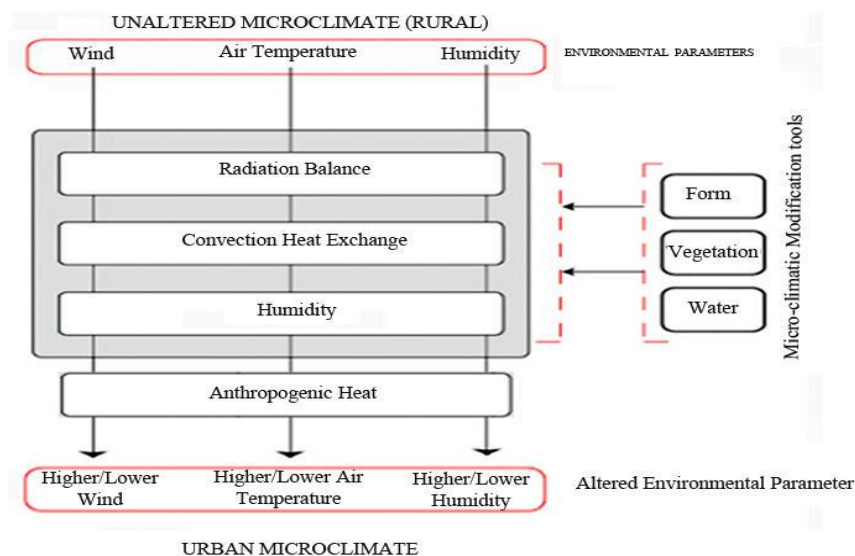 UNALTERED MICROCLIMATE (RURAL)
Wind Air Temperature Humidity ENVIRONMENTAL PARAMETERS
Radiation Balance
Convection Heat Exchange
Humidity
Form
Vegetation
Water
Micro-climatic Modification tools
Anthropogenic Heat
Higher/Lower
Wind
Higher/Lower Air
Temperature
Higher/Lower
Humidity
Altered Environmental Parameter
URBAN MICROCLIMATE